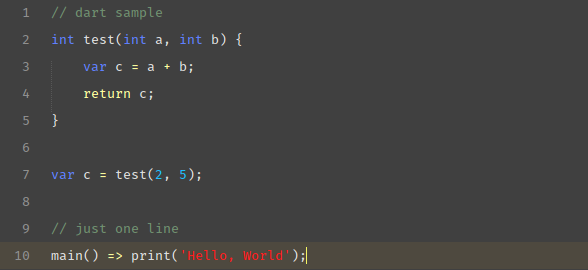 1 // dart sample
2 int test(int a, int b) {
3     var c = a + b;
4     return c;
5 }
6
7 var c = test(2, 5);
8
9 // just one line
10 main() => print('Hello, World');